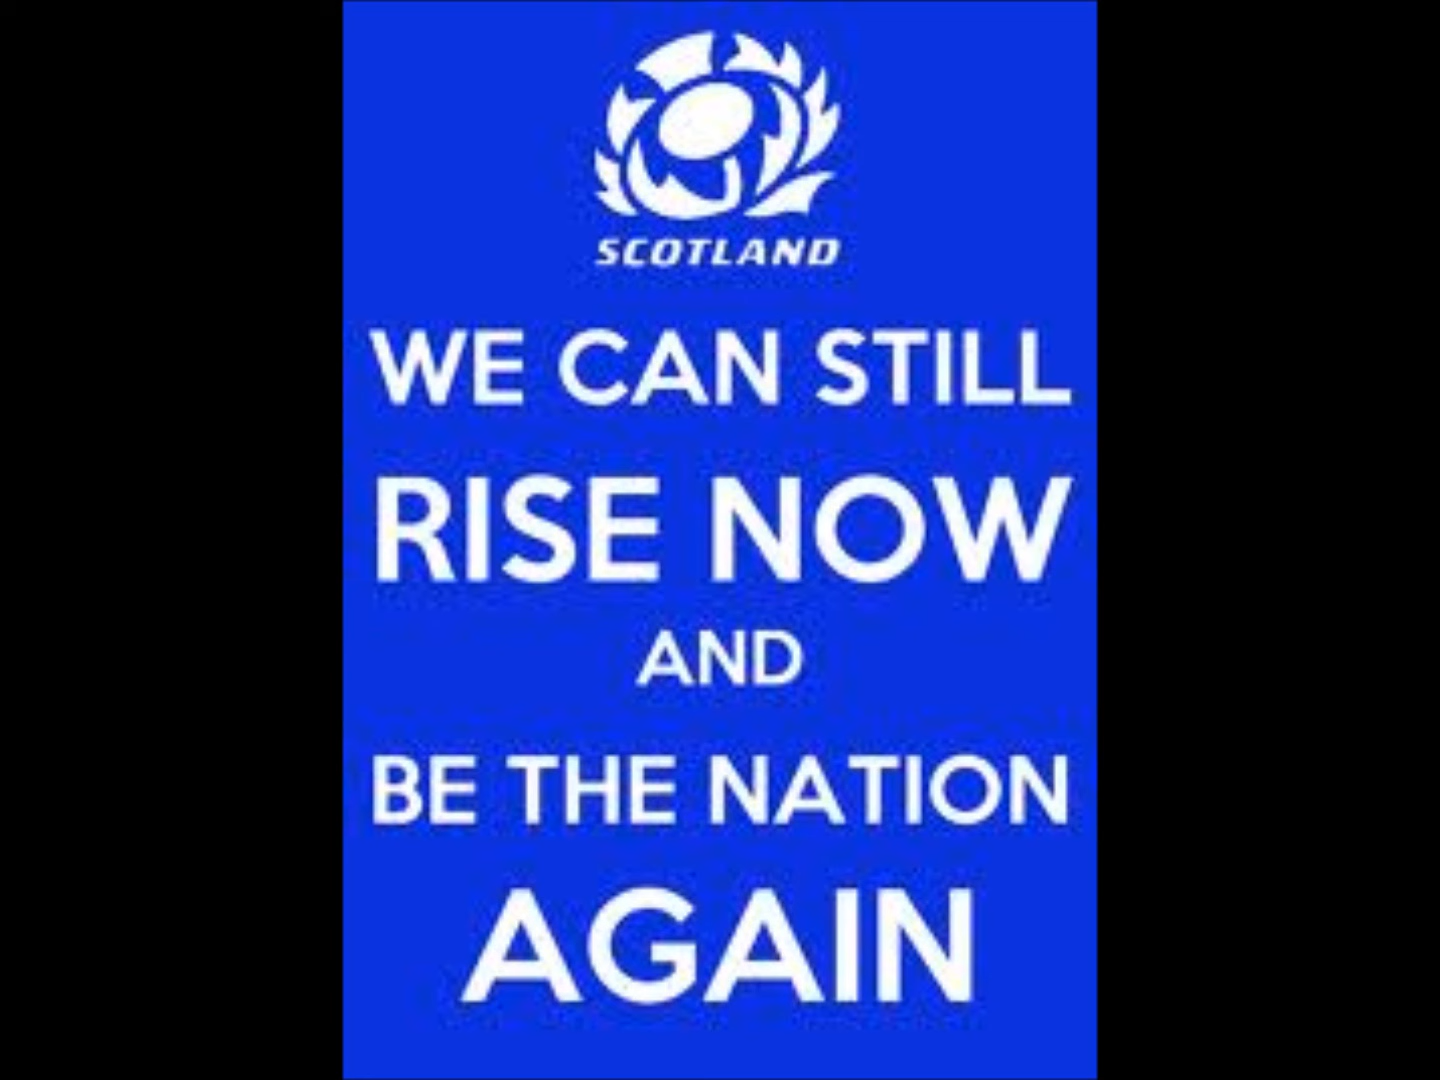 SCOTLAND
WE CAN STILL
RISE NOW
AND
BE THE NATION
AGAIN